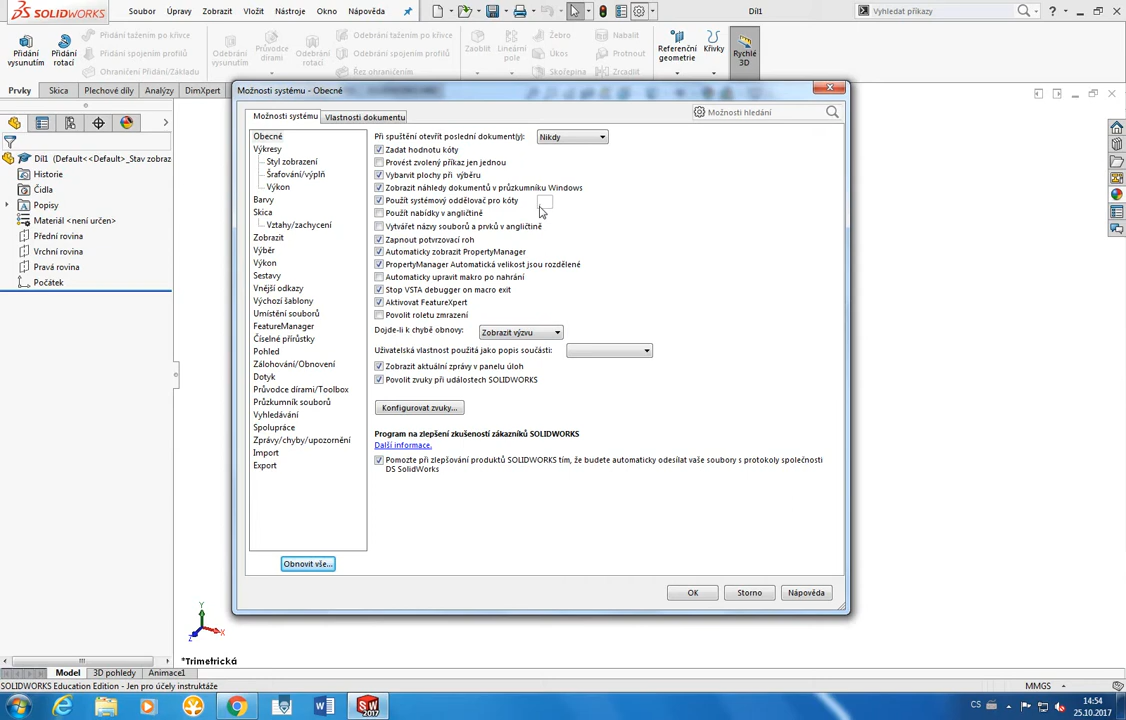 SOLIDWORKS
Soubor Úpravy Zobrazit Vložit Nástroje Okno Nápověda
Díl1
Vyhledat příkazy
Přidání vysunutím
Přidání rotací
Přidání tažením po křivce
Přidání spojením profilů
Ohraničení Přidání/Základu
Odebrání vysunutím
Průvodce dírami
Odebrání rotací
Odebrání tažením po křivce
Odebrání spojením profilů
Řez ohraničením
Zaoblit
Lineární pole
Žebro
Úkos
Skořepina
Nabalit
Protnout
Zrcadlit
Referenční geometrie
Křivky
Rychlé 3D
Prvky Skica Plechové díly Analýzy DimXpert
Díl1 (Default<<Default>_Stav zobraz
Historie
Čidla
Popisy
Materiál <není určen>
Přední rovina
Vrchní rovina
Pravá rovina
Počátek
Možnosti systému - Obecné
Možnosti systému Vlastnosti dokumentu
Možnosti hledání
Obecné
Výkresy
Styl zobrazení
Šrafování/výplň
Výkon
Barvy
Skica
Vztahy/zachycení
Zobrazit
Výběr
Výkon
Sestavy
Vnější odkazy
Výchozí šablony
Umístění souborů
FeatureManager
Číselné přírůstky
Pohled
Zálohování/Obnovení
Dotyk
Průvodce dírami/Toolbox
Průzkumník souborů
Vyhledávání
Spolupráce
Zprávy/chyby/upozornění
Import
Export
Obnovit vše...
Při spuštění otevřít poslední dokument(y): Nikdy
Zadat hodnotu kóty
Provést zvolený příkaz jen jednou
Vybarvit plochy při výběru
Zobrazit náhledy dokumentů v průzkumníku Windows
Použít systémový oddělovač pro kóty
Použít nabídky v angličtině
Vytvářet názvy souborů a prvků v angličtině
Zapnout potvrzovací roh
Automaticky zobrazit PropertyManager
PropertyManager Automatická velikost jsou rozdělené
Automaticky upravit makro po nahrání
Stop VSTA debugger on macro exit
Aktivovat FeatureXpert
Povolit roletu zmrazení
Dojde-li k chybě obnovy: Zobrazit výzvu
Uživatelská vlastnost použitá jako popis součásti:
Zobrazit aktuální zprávy v panelu úloh
Povolit zvuky při událostech SOLIDWORKS
Konfigurovat zvuky...
Program na zlepšení zkušeností zákazníků SOLIDWORKS
Další informace.
Pomozte při zlepšování produktů SOLIDWORKS tím, že budete automaticky odesílat vaše soubory s protokoly společnosti
DS SolidWorks
OK Storno Nápověda
Y
X
Z
*Trimetrická
Model 3D pohledy Animace1
SOLIDWORKS Education Edition - Jen pro účely instruktáže
MMGS
CS
14:54
25.10.2017